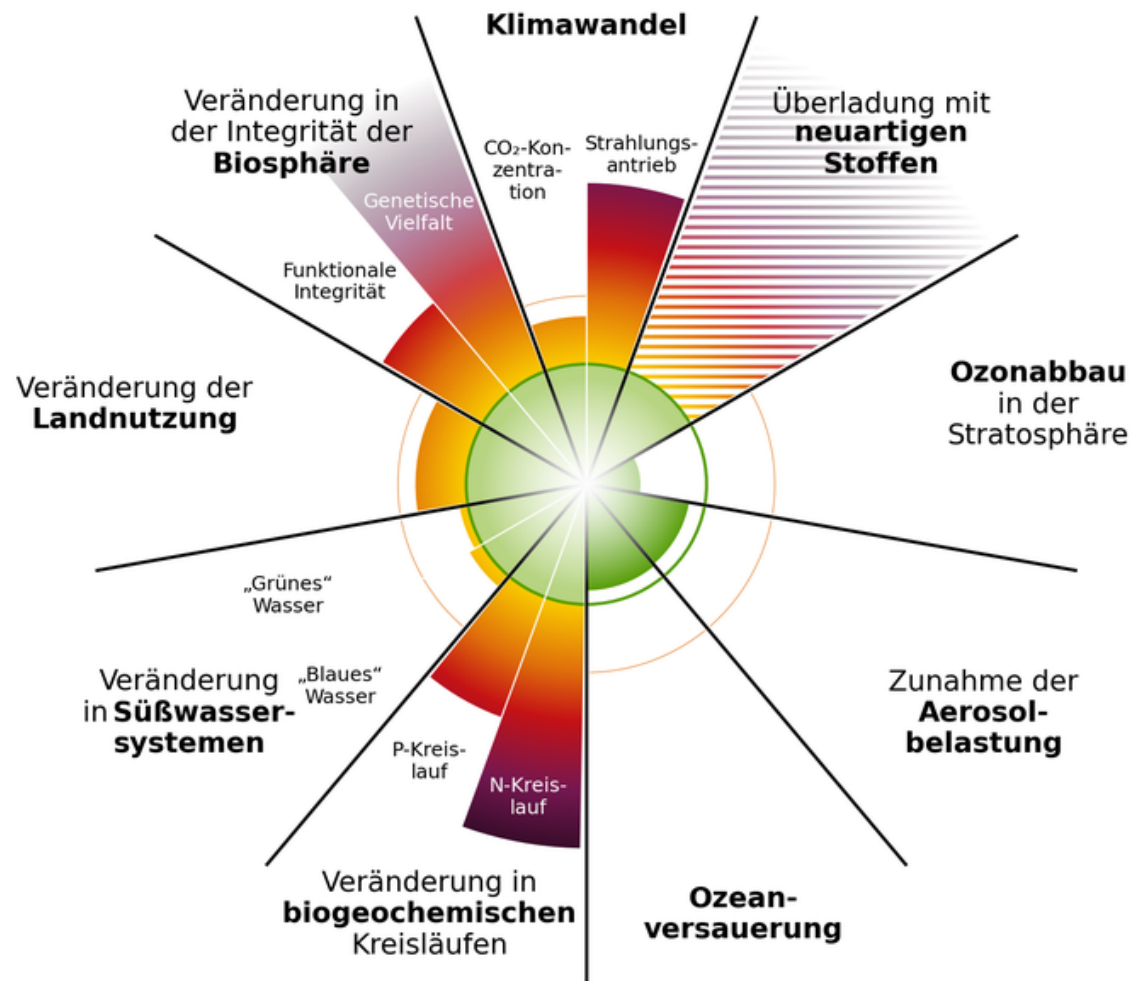 Klimawandel
CO₂-Kon-
zentra-
tion
Strahlungs-
antrieb
Überladung mit
neuartigen
Stoffen
Ozonabbau
in der
Stratosphäre
Zunahme der
Aerosol-
belastung
Ozean-
versauerung
Veränderung in
biogeochemischen
Kreisläufen
P-Kreis-
lauf
N-Kreis-
lauf
Veränderung
in Süßwasser-
systemen
„Grünes“
Wasser
„Blaues“
Wasser
Veränderung der
Landnutzung
Veränderung in
der Integrität der
Biosphäre
Genetische
Vielfalt
Funktionale
Integrität